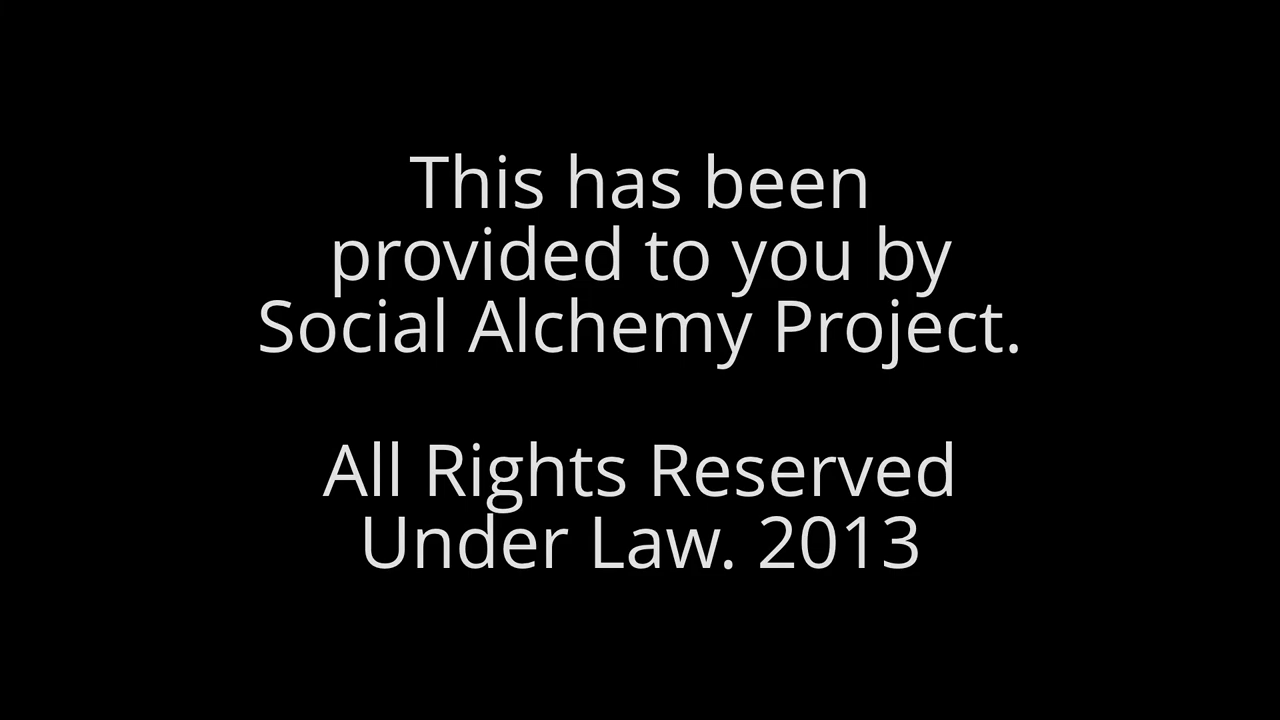 This has been
provided to you by
Social Alchemy Project.
All Rights Reserved
Under Law. 2013